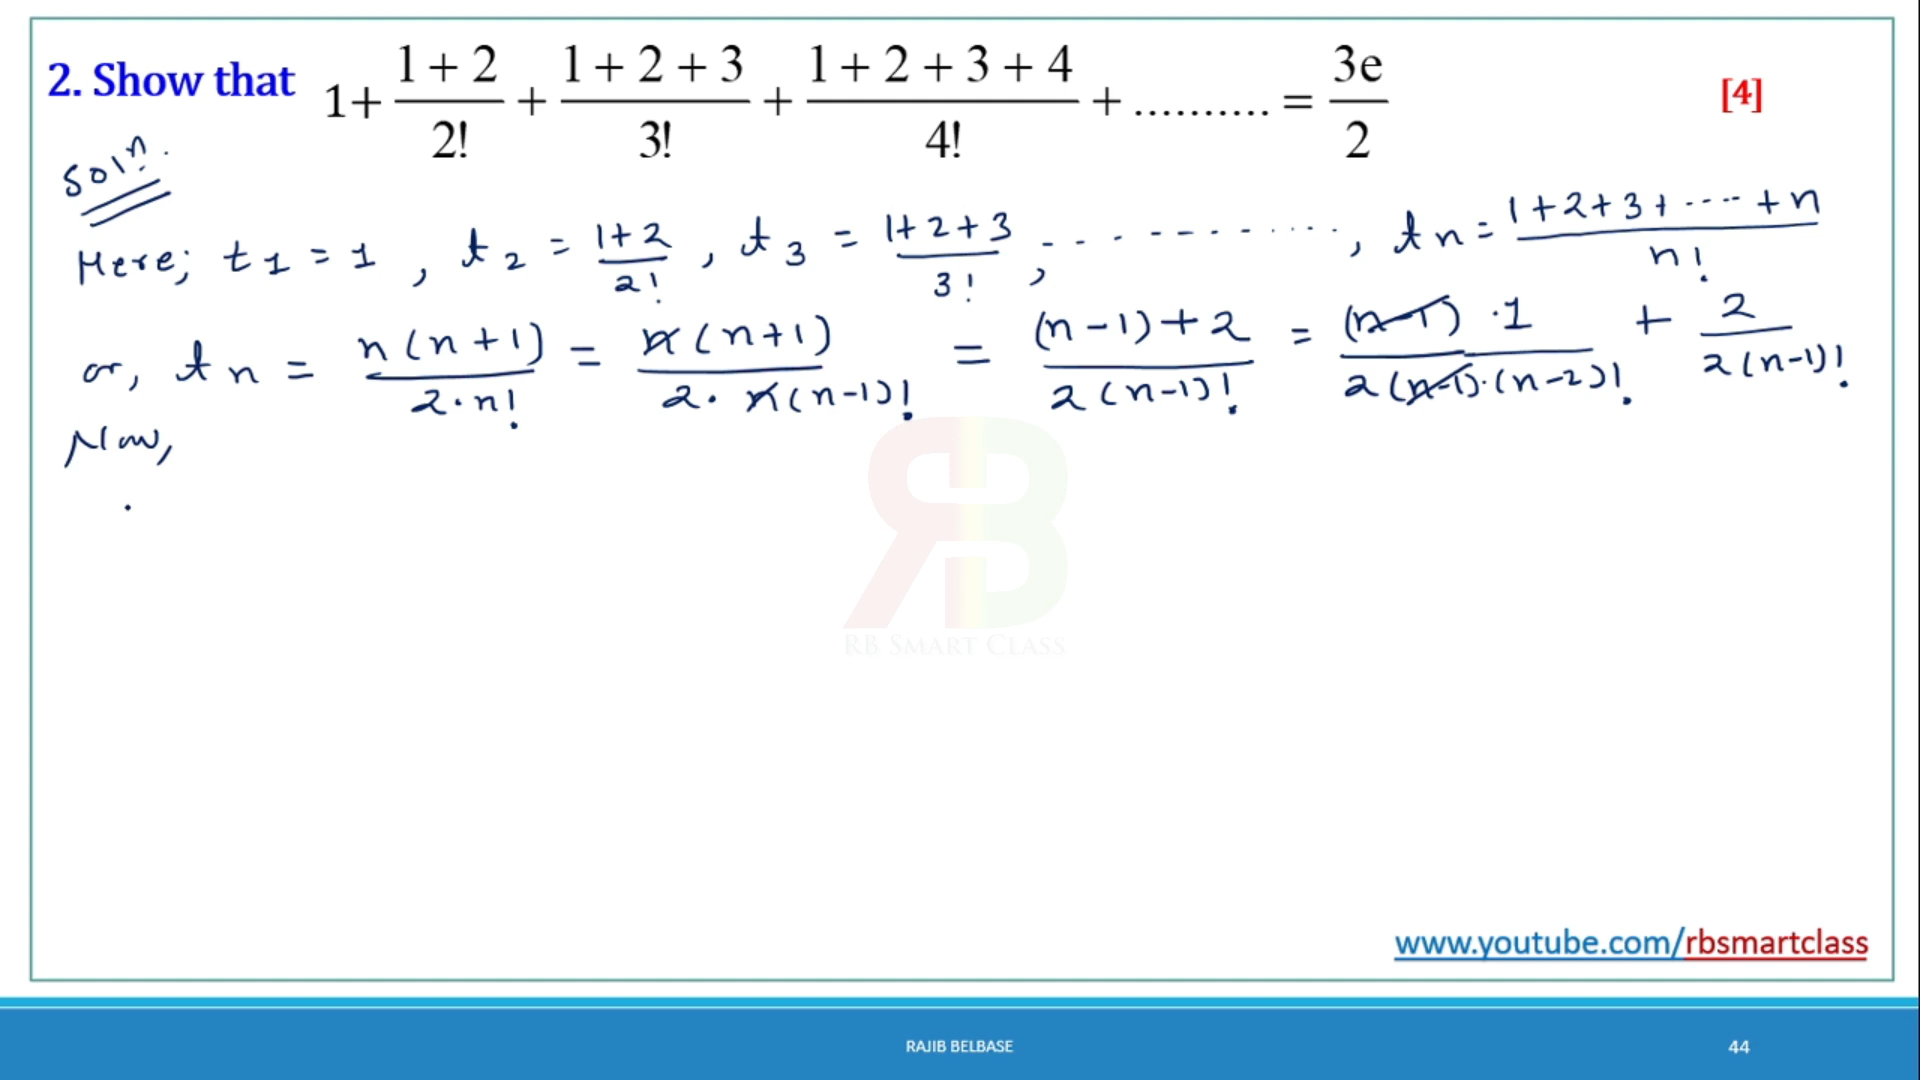 2. Show that 1+ (1+2)/2! + (1+2+3)/3! + (1+2+3+4)/4! + .......... = 3e/2 [4]
Solⁿ.
Here; t₁ = 1 , t₂ = (1+2)/2! , t₃ = (1+2+3)/3! , ............ , tₙ = (1+2+3+....+n)/n!
or, tₙ = n(n+1)/(2·n!) = n(n+1)/(2·n(n-1)!) = ((n-1)+2)/(2(n-1)!) = ((n-1)·1)/(2(n-1)·(n-2)!) + 2/(2(n-1)!)
Now,
RB SMART CLASS
www.youtube.com/rbsmartclass
RAJIB BELBASE
44